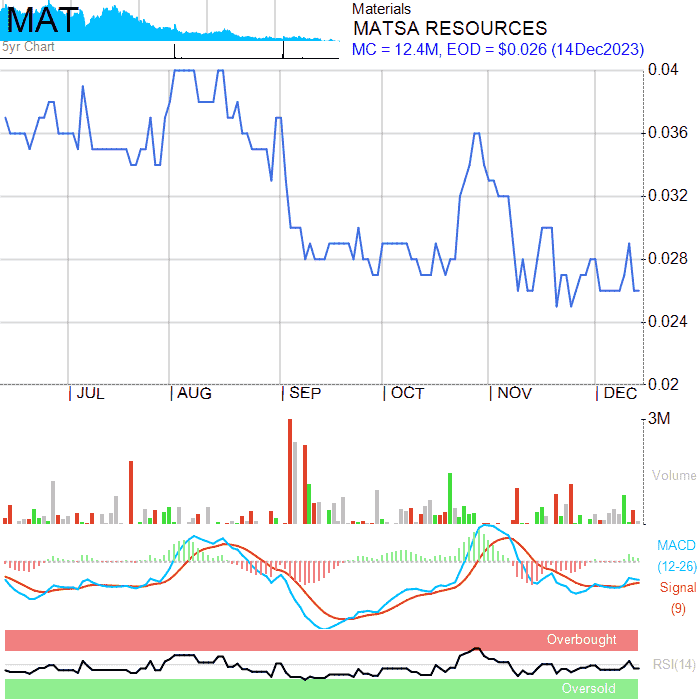 MAT
5yr Chart
Materials
MATSA RESOURCES
MC = 12.4M, EOD = $0.026 (14Dec2023)
0.04
0.036
0.032
0.028
0.024
0.02
JUL AUG SEP OCT NOV DEC
3M
Volume
MACD
(12-26)
Signal
(9)
Overbought
RSI(14)
Oversold